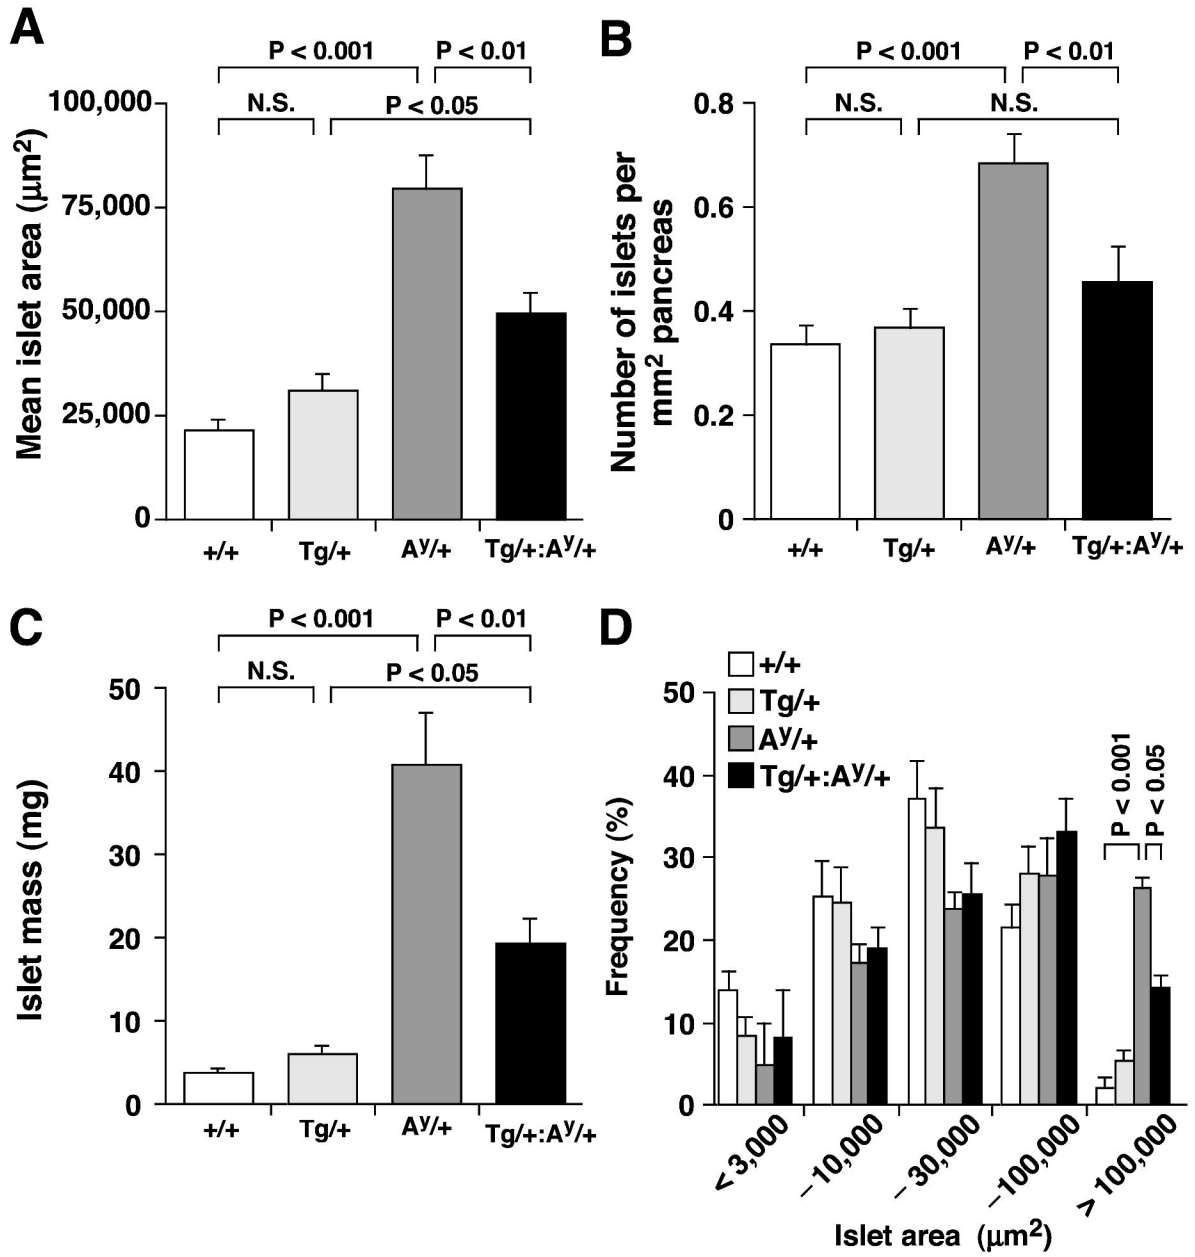 A
P < 0.001
P < 0.01
N.S.
P < 0.05
100,000
75,000
50,000
25,000
0
Mean islet area (μm²)
+/+
Tg/+
Aʸ/+
Tg/+:Aʸ/+
B
P < 0.001
P < 0.01
N.S.
N.S.
0.8
0.6
0.4
0.2
0
Number of islets per
mm² pancreas
+/+
Tg/+
Aʸ/+
Tg/+:Aʸ/+
C
P < 0.001
P < 0.01
N.S.
P < 0.05
50
40
30
20
10
0
Islet mass (mg)
+/+
Tg/+
Aʸ/+
Tg/+:Aʸ/+
D
+/+
Tg/+
Aʸ/+
Tg/+:Aʸ/+
50
40
30
20
10
0
Frequency (%)
P < 0.001
P < 0.05
< 3,000
– 10,000
– 30,000
– 100,000
> 100,000
Islet area (μm²)